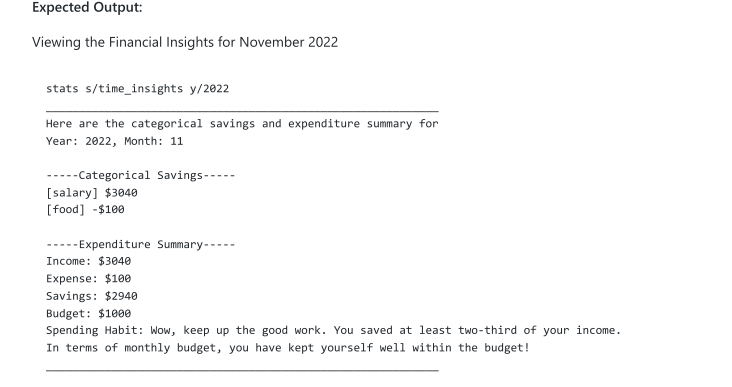 Expected Output:
Viewing the Financial Insights for November 2022
stats s/time_insights y/2022
____________________________________________________________
Here are the categorical savings and expenditure summary for
Year: 2022, Month: 11
-----Categorical Savings-----
[salary] $3040
[food] -$100
-----Expenditure Summary-----
Income: $3040
Expense: $100
Savings: $2940
Budget: $1000
Spending Habit: Wow, keep up the good work. You saved at least two-third of your income.
In terms of monthly budget, you have kept yourself well within the budget!
____________________________________________________________